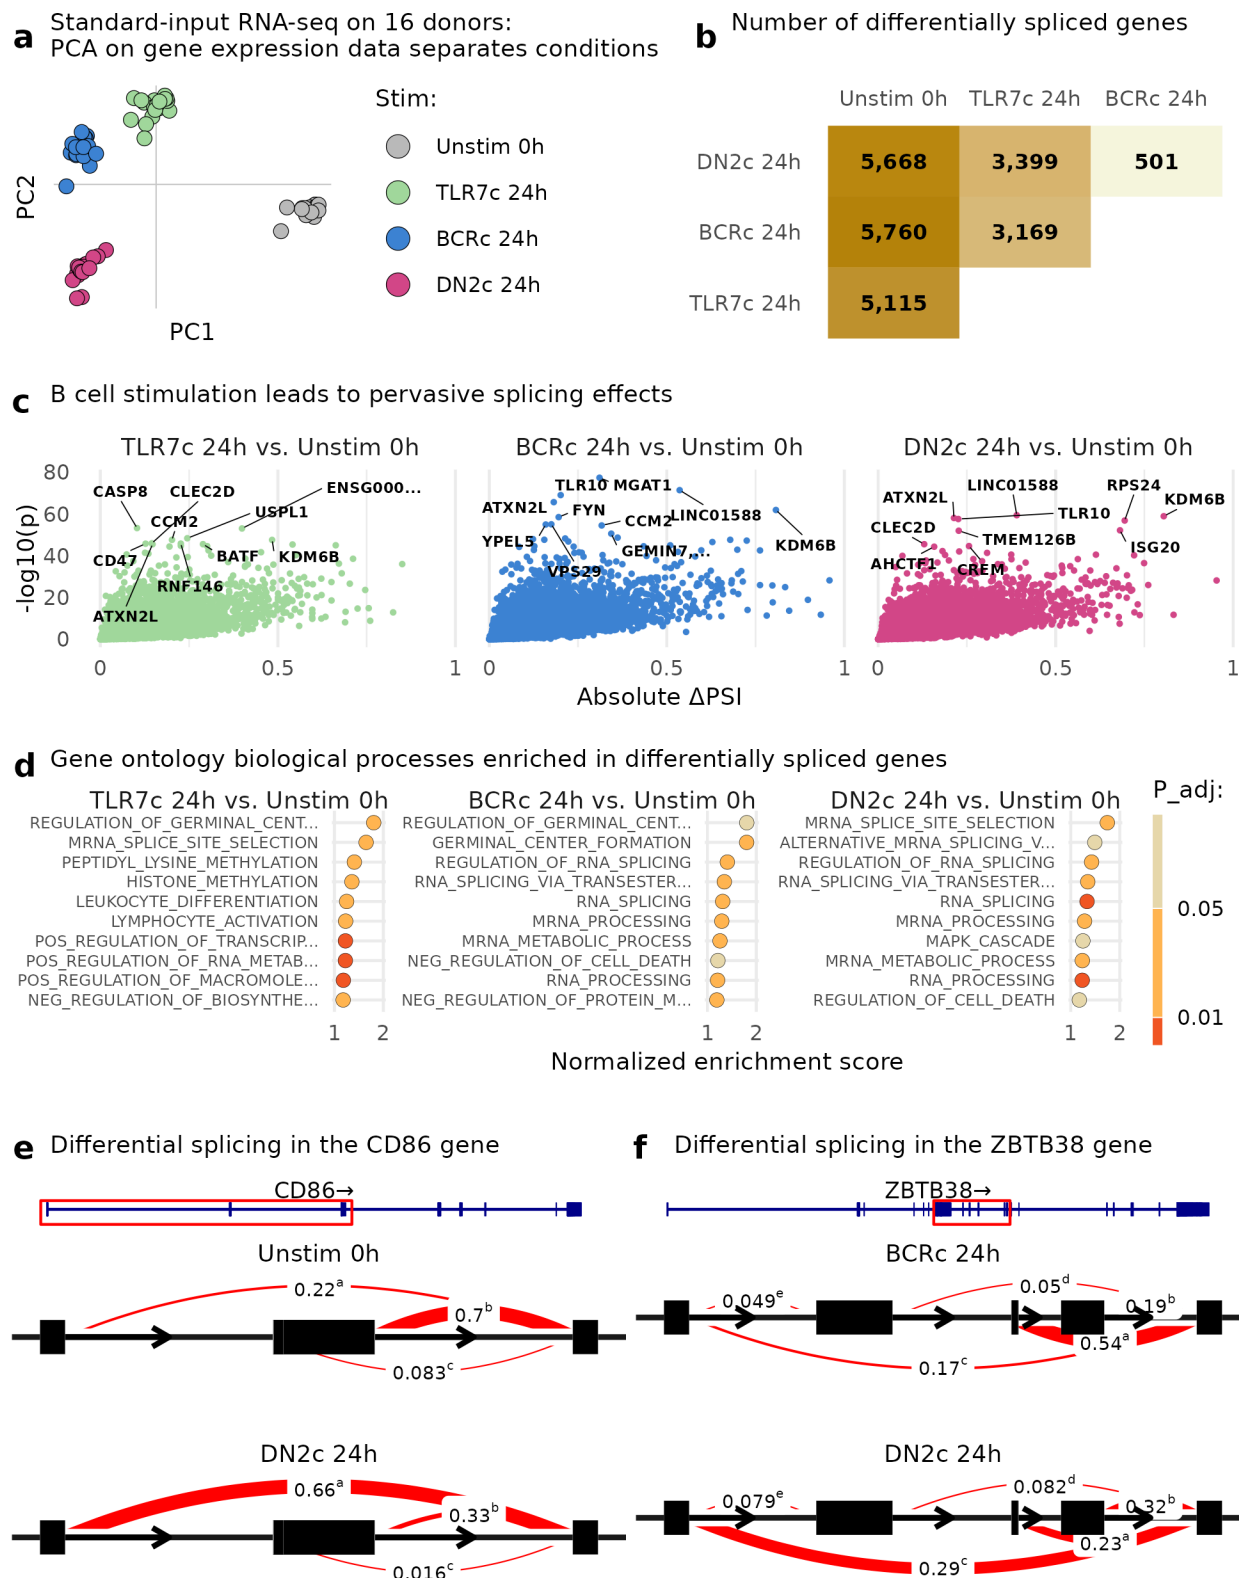 a
Standard-input RNA-seq on 16 donors:
PCA on gene expression data separates conditions
PC2
PC1
Stim:
Unstim 0h
TLR7c 24h
BCRc 24h
DN2c 24h
b
Number of differentially spliced genes
Unstim 0h TLR7c 24h BCRc 24h
DN2c 24h 5,668 3,399 501
BCRc 24h 5,760 3,169
TLR7c 24h 5,115
c
B cell stimulation leads to pervasive splicing effects
-log10(p)
80
60
40
20
0
TLR7c 24h vs. Unstim 0h
CASP8
CLEC2D
ENSG000...
CCM2
USPL1
CD47
BATF
KDM6B
RNF146
ATXN2L
0 0.5 1
BCRc 24h vs. Unstim 0h
TLR10
MGAT1
ATXN2L
FYN
CCM2
LINC01588
YPEL5
GEMIN7,...
KDM6B
VPS29
0 0.5 1
DN2c 24h vs. Unstim 0h
ATXN2L
LINC01588
RPS24
KDM6B
TLR10
CLEC2D
TMEM126B
ISG20
AHCTF1
CREM
0 0.5 1
Absolute ΔPSI
d
Gene ontology biological processes enriched in differentially spliced genes
TLR7c 24h vs. Unstim 0h
REGULATION_OF_GERMINAL_CENT...
MRNA_SPLICE_SITE_SELECTION
PEPTIDYL_LYSINE_METHYLATION
HISTONE_METHYLATION
LEUKOCYTE_DIFFERENTIATION
LYMPHOCYTE_ACTIVATION
POS_REGULATION_OF_TRANSCRIP...
POS_REGULATION_OF_RNA_METAB...
POS_REGULATION_OF_MACROMOLE...
NEG_REGULATION_OF_BIOSYNTHE...
1 2
BCRc 24h vs. Unstim 0h
REGULATION_OF_GERMINAL_CENT...
GERMINAL_CENTER_FORMATION
REGULATION_OF_RNA_SPLICING
RNA_SPLICING_VIA_TRANSESTER...
RNA_SPLICING
MRNA_PROCESSING
MRNA_METABOLIC_PROCESS
NEG_REGULATION_OF_CELL_DEATH
RNA_PROCESSING
NEG_REGULATION_OF_PROTEIN_M...
1 2
DN2c 24h vs. Unstim 0h
MRNA_SPLICE_SITE_SELECTION
ALTERNATIVE_MRNA_SPLICING_V...
REGULATION_OF_RNA_SPLICING
RNA_SPLICING_VIA_TRANSESTER...
RNA_SPLICING
MRNA_PROCESSING
MAPK_CASCADE
MRNA_METABOLIC_PROCESS
RNA_PROCESSING
REGULATION_OF_CELL_DEATH
1 2
Normalized enrichment score
P_adj:
0.05
0.01
e
Differential splicing in the CD86 gene
CD86→
Unstim 0h
0.22a
0.7b
0.083c
DN2c 24h
0.66a
0.33b
0.016c
f
Differential splicing in the ZBTB38 gene
ZBTB38→
BCRc 24h
0.05d
0.049e
0.19b
0.54a
0.17c
DN2c 24h
0.082d
0.079e
0.32b
0.23a
0.29c